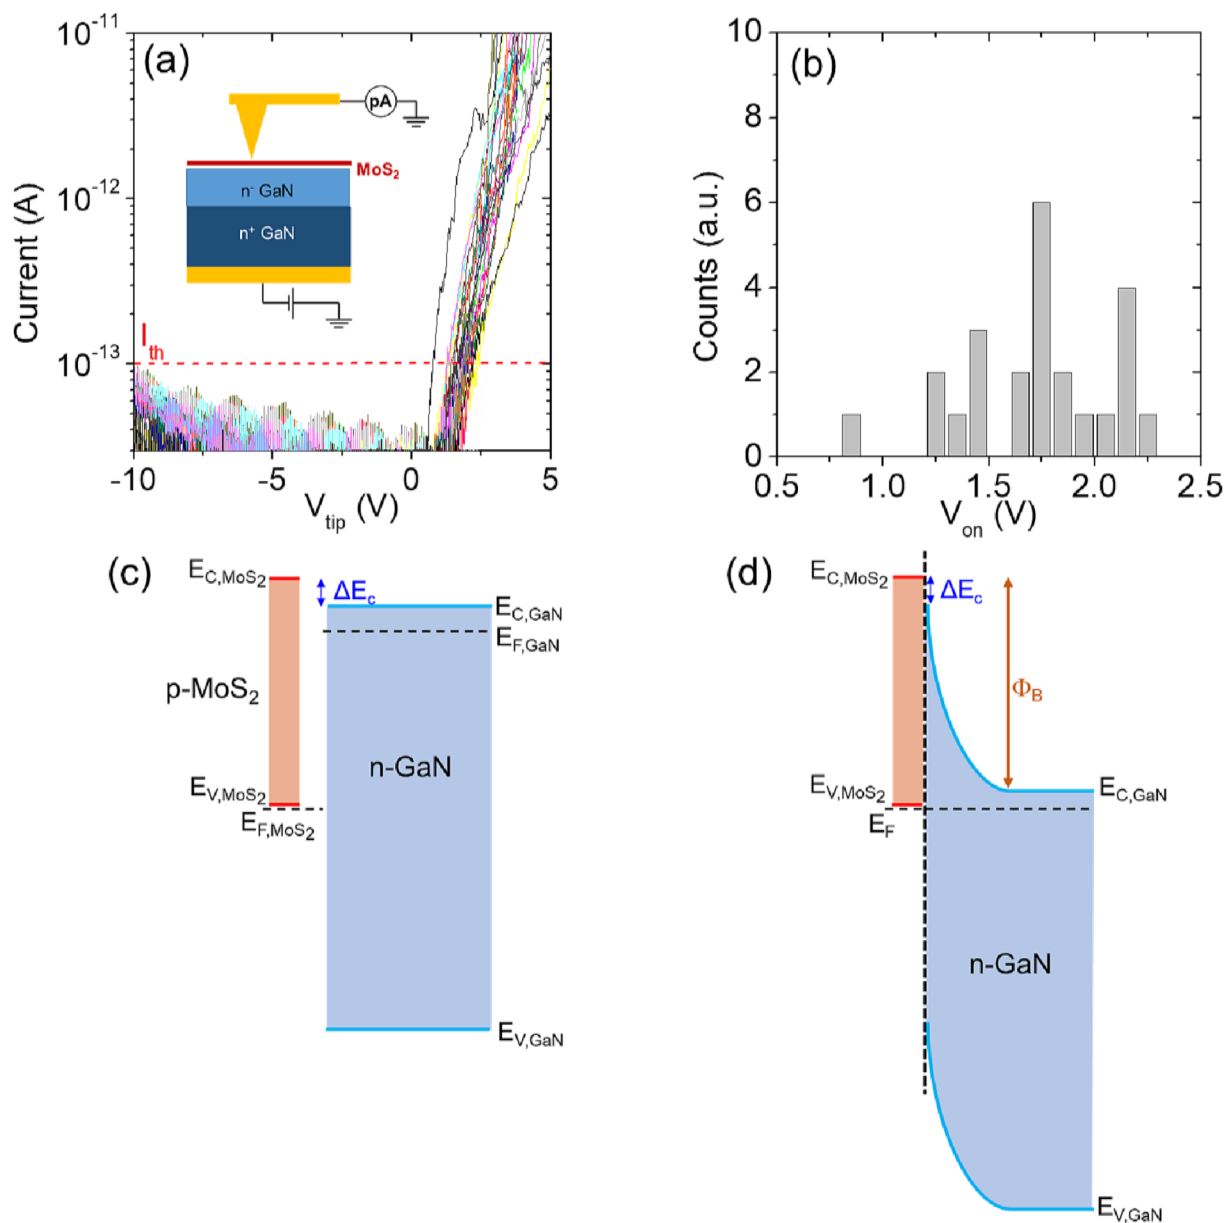 (a)
10⁻¹¹
10⁻¹²
10⁻¹³
Current (A)
pA
MoS₂
n⁻ GaN
n⁺ GaN
Ith
-10
-5
0
5
Vtip (V)
(b)
10
8
6
4
2
0
Counts (a.u.)
0.5
1.0
1.5
2.0
2.5
Von (V)
(c)
EC,MoS₂
ΔEc
EC,GaN
EF,GaN
p-MoS₂
n-GaN
EV,MoS₂
EF,MoS₂
EV,GaN
(d)
EC,MoS₂
ΔEc
ΦB
EV,MoS₂
EC,GaN
EF
n-GaN
EV,GaN